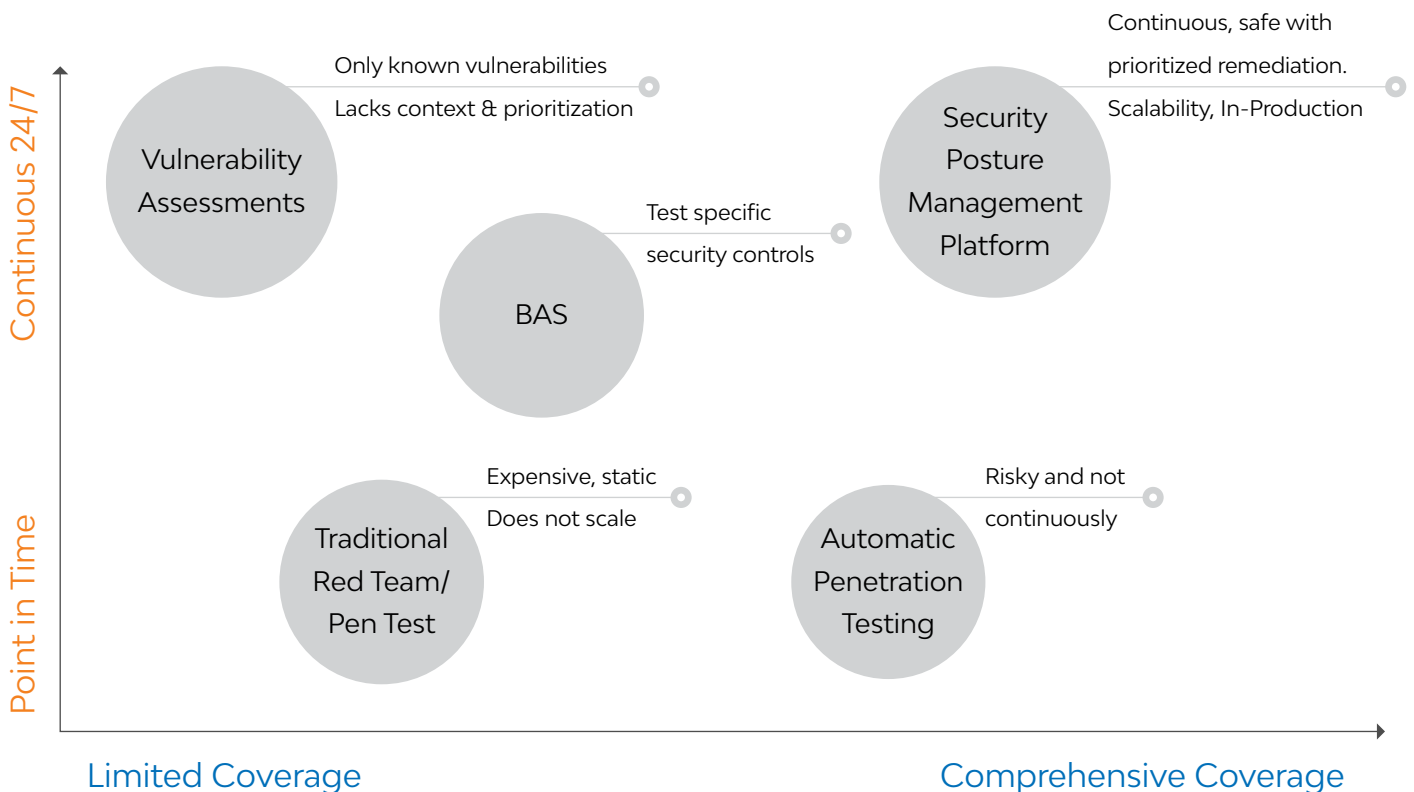 Continuous, safe with
prioritized remediation.
Scalability, In-Production
Only known vulnerabilities
Lacks context & prioritization
Continuous 24/7
Vulnerability
Assessments
Security
Posture
Management
Platform
Test specific
security controls
BAS
Expensive, static
Does not scale
Risky and not
continuously
Point in Time
Traditional
Red Team/
Pen Test
Automatic
Penetration
Testing
Limited Coverage
Comprehensive Coverage